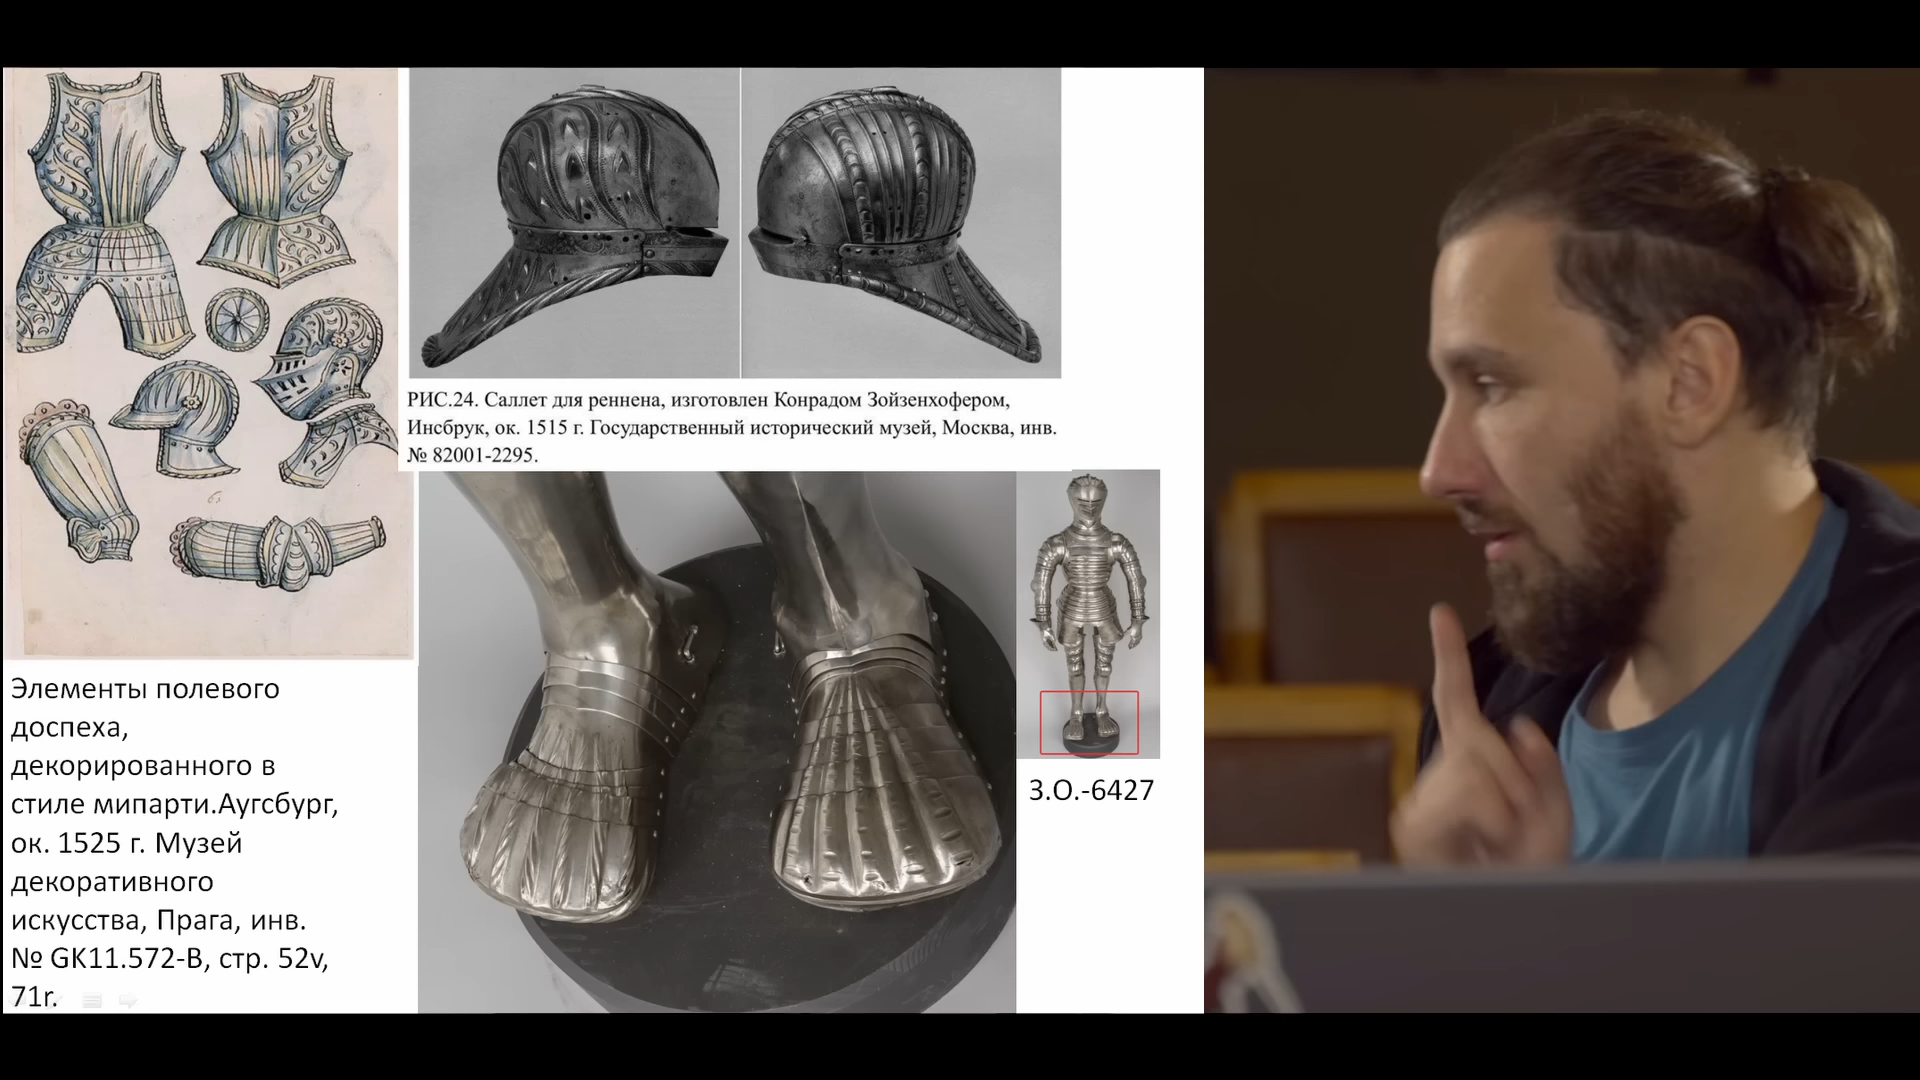 РИС.24. Саллет для реннена, изготовлен Конрадом Зойзенхофером,
Инсбрук, ок. 1515 г. Государственный исторический музей, Москва, инв.
№ 82001-2295.
Элементы полевого
доспеха,
декорированного в
стиле мипарти.Аугсбург,
ок. 1525 г. Музей
декоративного
искусства, Прага, инв.
№ GK11.572-B, стр. 52v,
71r.
З.О.-6427